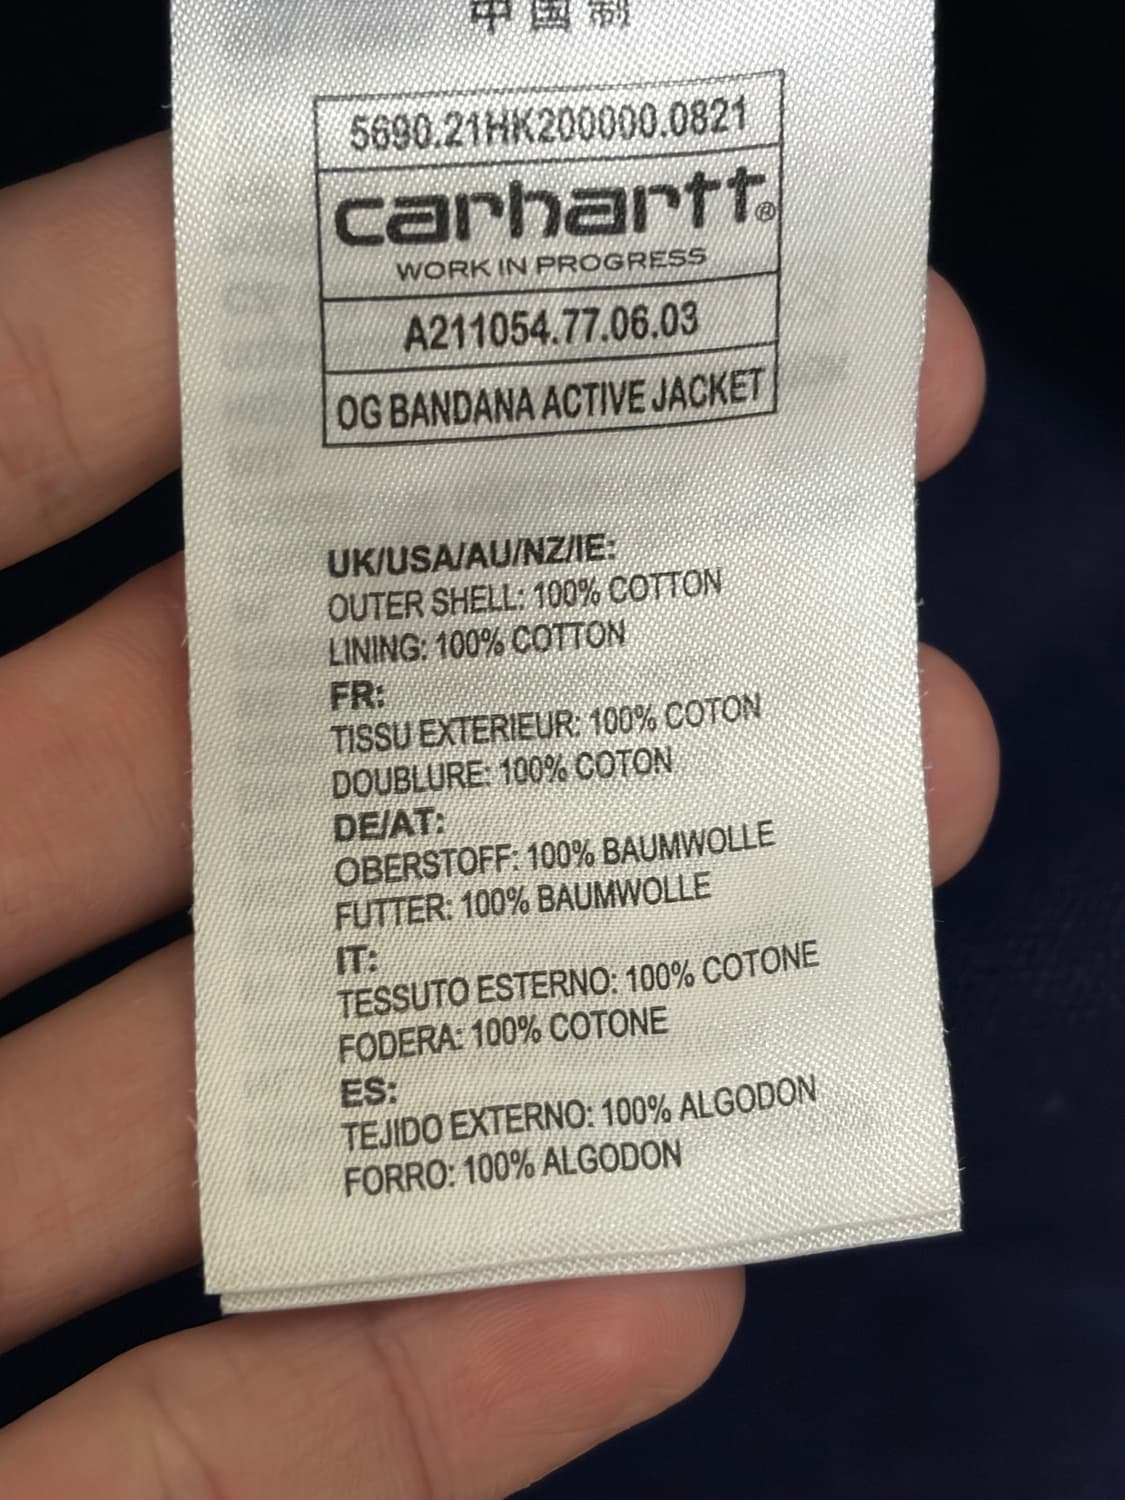 中国制
5690.21HK200000.0821
carhartt®
WORK IN PROGRESS
A211054.77.06.03
OG BANDANA ACTIVE JACKET
UK/USA/AU/NZ/IE:
OUTER SHELL: 100% COTTON
LINING: 100% COTTON
FR:
TISSU EXTERIEUR: 100% COTON
DOUBLURE: 100% COTON
DE/AT:
OBERSTOFF: 100% BAUMWOLLE
FUTTER: 100% BAUMWOLLE
IT:
TESSUTO ESTERNO: 100% COTONE
FODERA: 100% COTONE
ES:
TEJIDO EXTERNO: 100% ALGODON
FORRO: 100% ALGODON